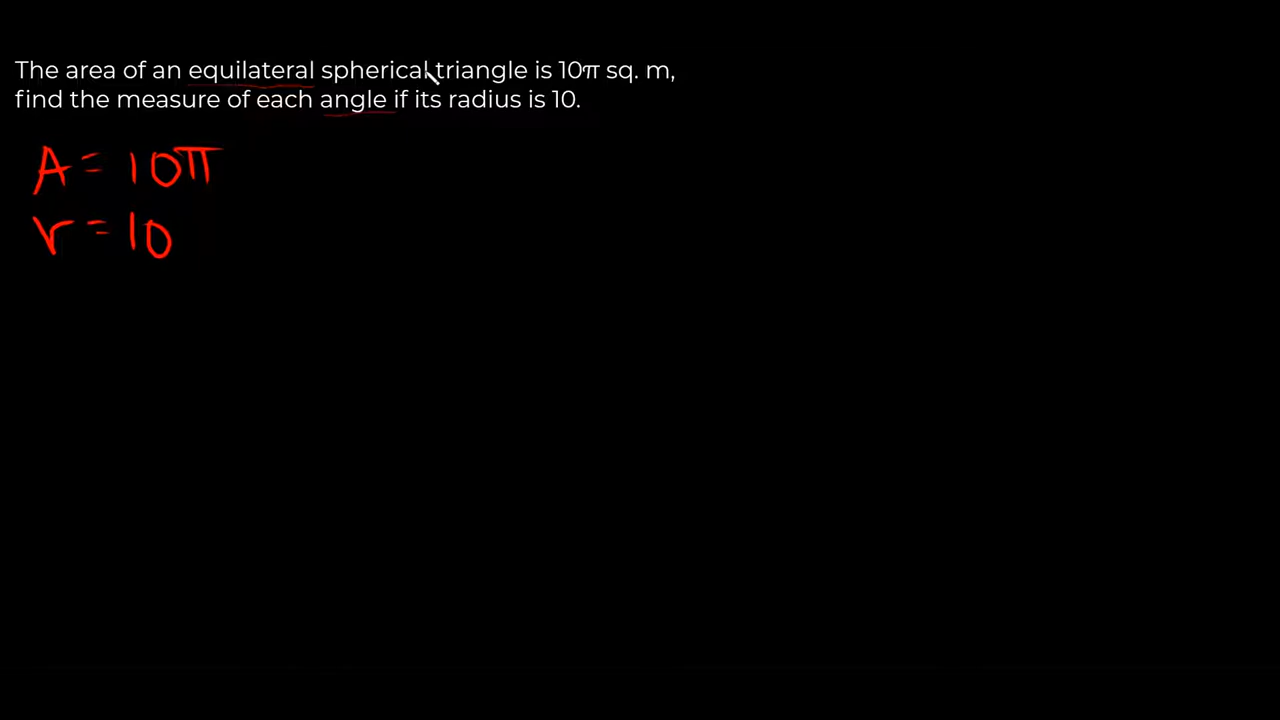 The area of an equilateral spherical triangle is 10π sq. m,
find the measure of each angle if its radius is 10.
A = 10π
r = 10